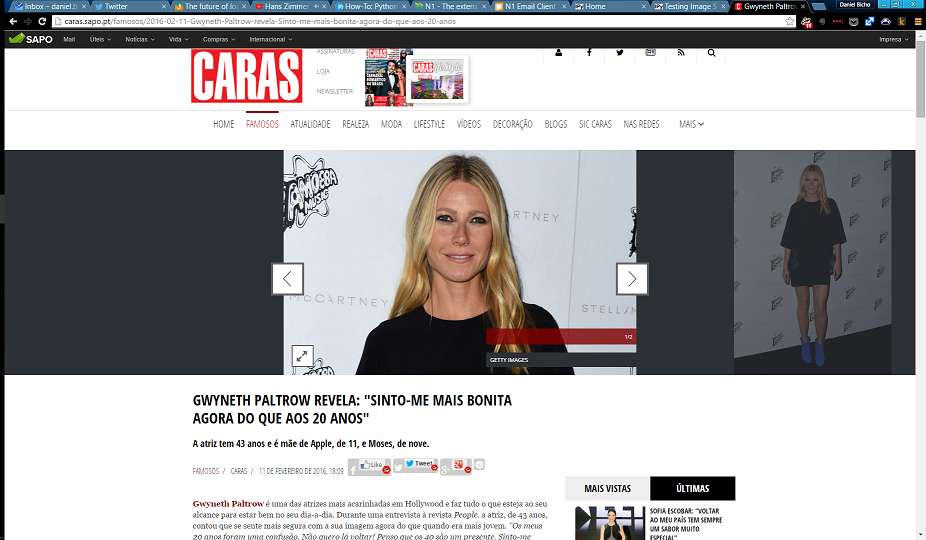 Inbox – daniel.b
Twitter
The future of loa
Hans Zimmer
How-To: Python
N1 - The extens
N1 Email Client
Home
Testing Image S
Gwyneth Paltrow
Daniel Bicho
caras.sapo.pt/famosos/2016-02-11-Gwyneth-Paltrow-revela-Sinto-me-mais-bonita-agora-do-que-aos-20-anos
SAPO Mail Úteis Notícias Vida Compras Internacional Impresa
CARAS
ASSINATURAS
LOJA
NEWSLETTER
CARAS
CARAS lifestyle
HOME FAMOSOS ATUALIDADE REALEZA MODA LIFESTYLE VÍDEOS DECORAÇÃO BLOGS SIC CARAS NAS REDES MAIS
AMOEBA
MUSIC
CARTNEY
MCCARTNEY
STELL
1/2
GETTY IMAGES
GWYNETH PALTROW REVELA: "SINTO-ME MAIS BONITA
AGORA DO QUE AOS 20 ANOS"
A atriz tem 43 anos e é mãe de Apple, de 11, e Moses, de nove.
FAMOSOS / CARAS / 11 DE FEVEREIRO DE 2016, 18:09
Like
Tweet
Gwyneth Paltrow é uma das atrizes mais acarinhadas em Hollywood e faz tudo o que esteja ao seu
alcance para estar bem no seu dia-a-dia. Durante uma entrevista à revista People, a atriz, de 43 anos,
contou que se sente mais segura com a sua imagem agora do que quando era mais jovem. "Os meus
20 anos foram uma confusão. Não quero lá voltar! Penso que os 40 são um presente. Sinto-me
MAIS VISTAS
ÚLTIMAS
SOFIA ESCOBAR: “VOLTAR
AO MEU PAÍS TEM SEMPRE
UM SABOR MUITO
ESPECIAL”